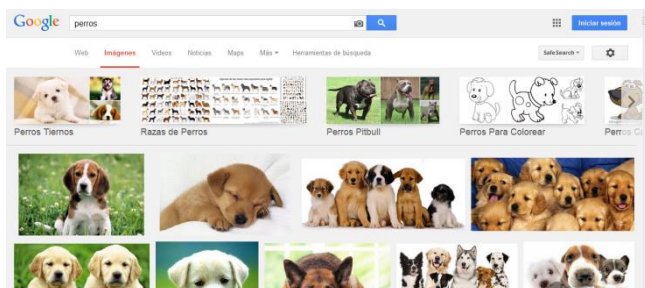 Google perros Iniciar sesión
Web Imágenes Videos Noticias Maps Más Herramientas de búsqueda SafeSearch
Perros Tiernos Razas de Perros Perros Pitbull Perros Para Colorear Perros